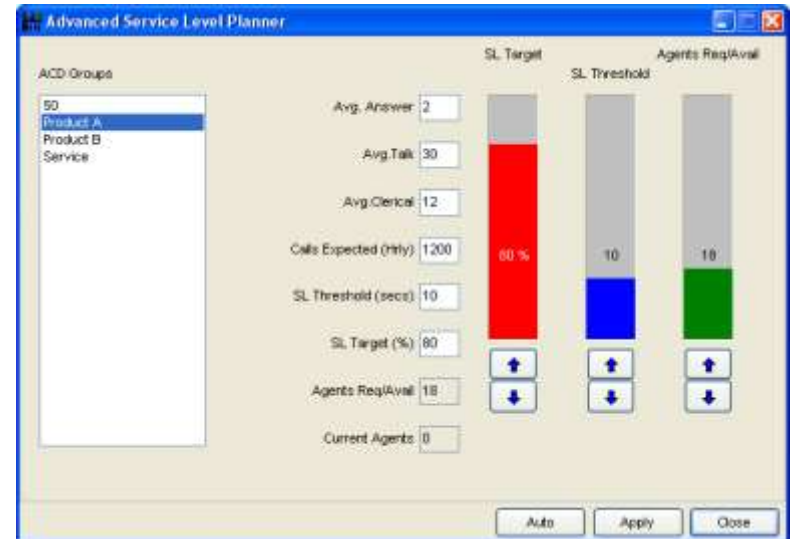 Advanced Service Level Planner
SL Target
Agents Req/Avail
ACD Groups
SL Threshold
50
Product A
Product B
Service
Avg. Answer 2
Avg.Talk 30
Avg.Clerical 12
Calls Expected (Hrly) 1200
SL Threshold (secs) 10
SL Target (%) 80
Agents Req/Avail 18
Current Agents 0
80 %
10
18
Auto
Apply
Close